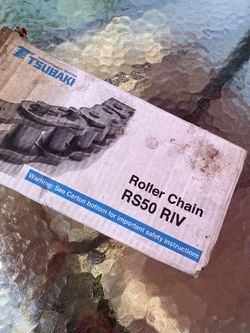 TSUBAKI
Roller Chain
RS50 RIV
Warning: See Carton bottom for important safety instructions